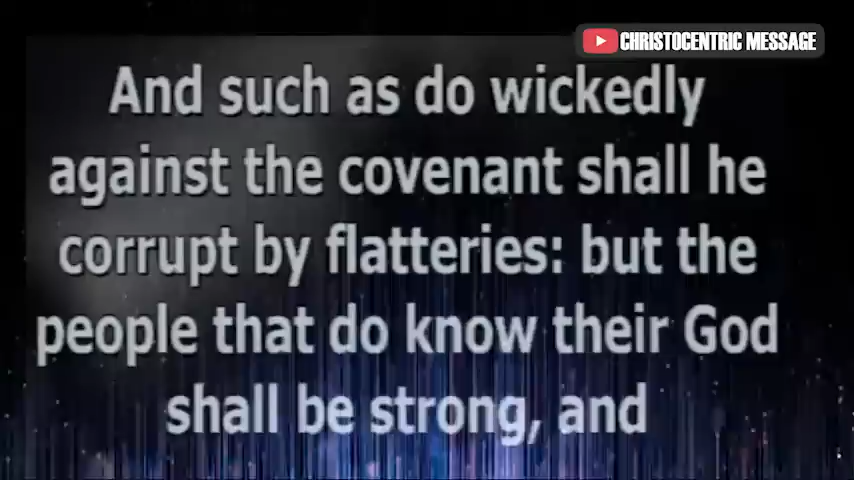 CHRISTOCENTRIC MESSAGE
And such as do wickedly
against the covenant shall he
corrupt by flatteries: but the
people that do know their God
shall be strong, and